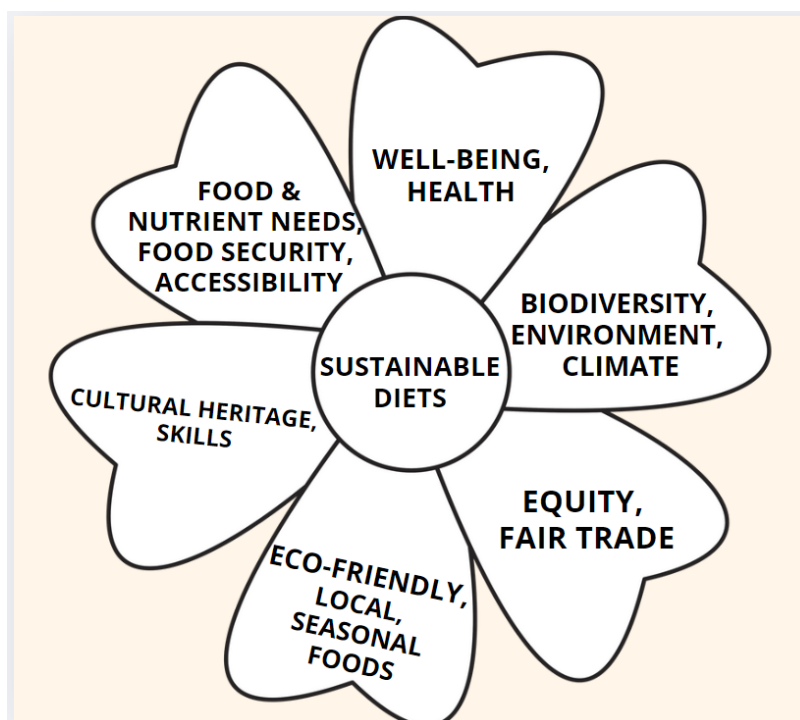 WELL-BEING,
HEALTH
FOOD &
NUTRIENT NEEDS,
FOOD SECURITY,
ACCESSIBILITY
BIODIVERSITY,
ENVIRONMENT,
CLIMATE
SUSTAINABLE
DIETS
CULTURAL HERITAGE,
SKILLS
EQUITY,
FAIR TRADE
ECO-FRIENDLY,
LOCAL,
SEASONAL
FOODS